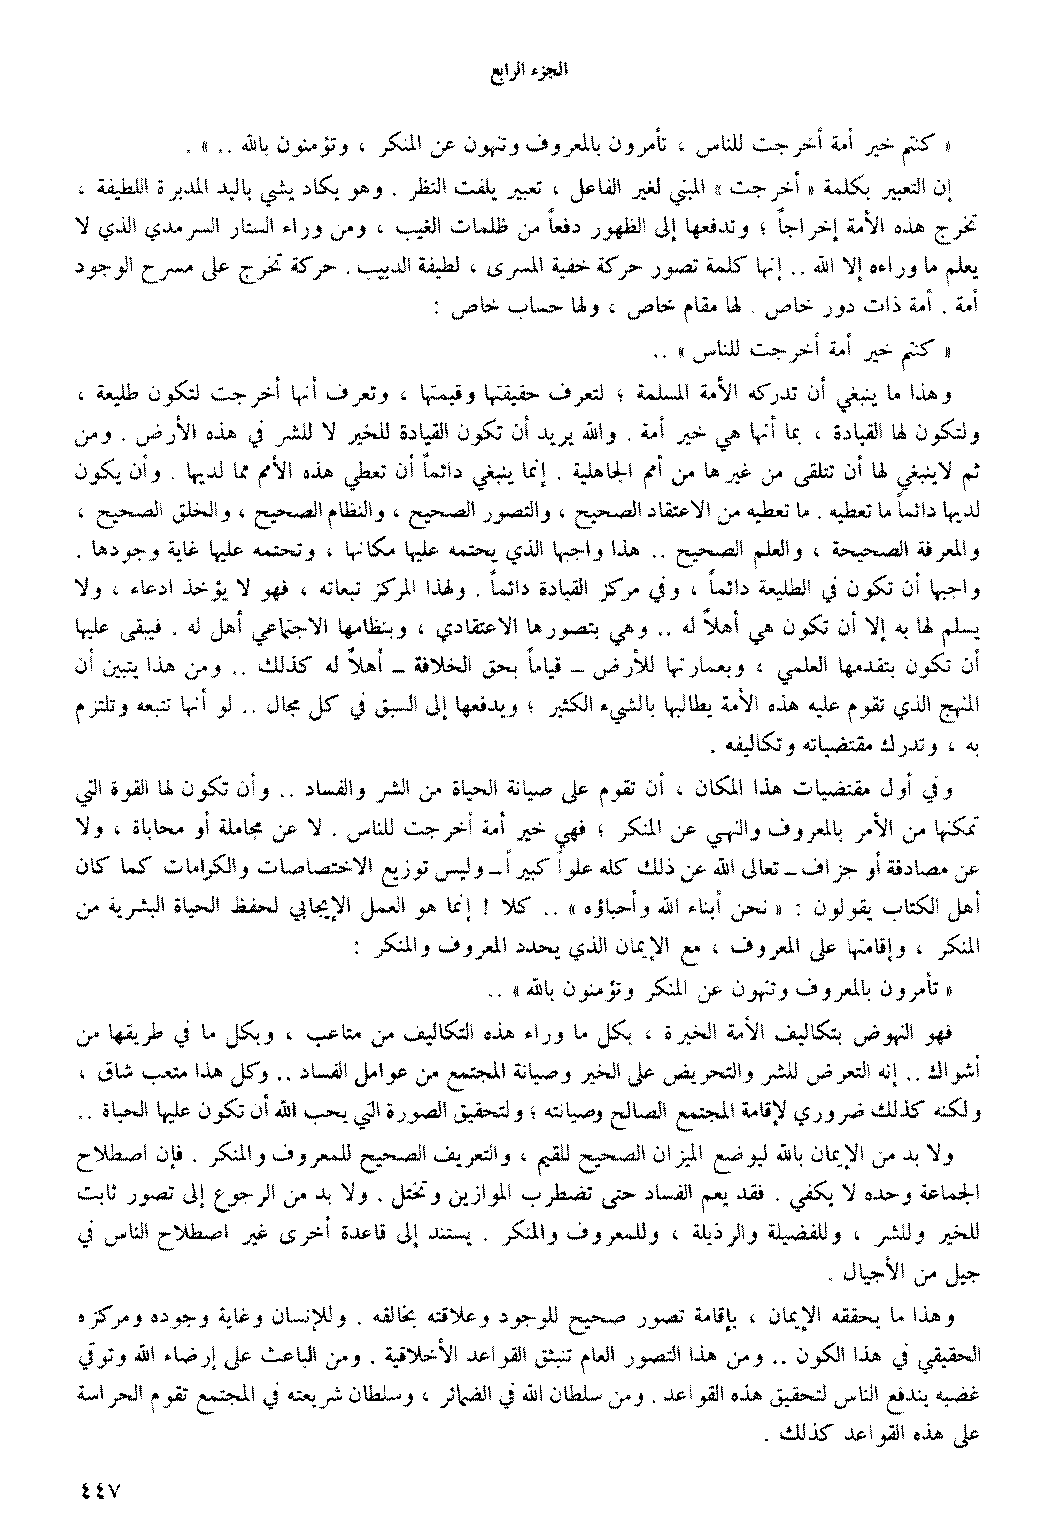 الجزء الرابع
« كنتم خير أمة أخرجت للناس ، تأمرون بالمعروف وتنهون عن المنكر ، وتؤمنون بالله .. » .
إن التعبير بكلمة « أخرجت » المبني لغير الفاعل ، تعبير يلفت النظر . وهو يكاد يشي باليد المدبرة اللطيفة ،
تخرج هذه الأمة إخراجاً ؛ وتدفعها إلى الظهور دفعاً من ظلمات الغيب ، ومن وراء الستار السرمدي الذي لا
يعلم ما وراءه إلا الله .. إنها كلمة تصور حركة خفية المسرى ، لطيفة الدبيب . حركة تخرج على مسرح الوجود
أمة . أمة ذات دور خاص . لها مقام خاص ، ولها حساب خاص :
« كنتم خير أمة أخرجت للناس » ..
وهذا ما ينبغي أن تدركه الأمة المسلمة ؛ لتعرف حقيقتها وقيمتها ، وتعرف أنها أخرجت لتكون طليعة ،
ولتكون لها القيادة ، بما أنها هي خير أمة . والله يريد أن تكون القيادة للخير لا للشر في هذه الأرض . ومن
ثم لاينبغي لها أن تتلقى من غيرها من أمم الجاهلية . إنما ينبغي دائماً أن تعطي هذه الأمم مما لديها . وأن يكون
لديها دائماً ما تعطيه . ما تعطيه من الاعتقاد الصحيح ، والتصور الصحيح ، والنظام الصحيح ، والخلق الصحيح ،
والمعرفة الصحيحة ، والعلم الصحيح .. هذا واجبها الذي يحتمه عليها مكانها ، وتحتمه عليها غاية وجودها .
واجبها أن تكون في الطليعة دائماً ، وفي مركز القيادة دائماً . ولهذا المركز تبعاته ، فهو لا يؤخذ ادعاء ، ولا
يسلم لها به إلا أن تكون هي أهلاً له .. وهي بتصورها الاعتقادي ، وبنظامها الاجتماعي أهل له . فيبقى عليها
أن تكون بتقدمها العلمي ، وبعمارتها للأرض – قياماً بحق الخلافة – أهلاً له كذلك .. ومن هذا يتبين أن
المنهج الذي تقوم عليه هذه الأمة يطالبها بالشيء الكثير ؛ ويدفعها إلى السبق في كل مجال .. لو أنها تتبعه وتلتزم
به ، وتدرك مقتضياته وتكاليفه .
وفي أول مقتضيات هذا المكان ، أن تقوم على صيانة الحياة من الشر والفساد .. وأن تكون لها القوة التي
تمكنها من الأمر بالمعروف والنهي عن المنكر ؛ فهي خير أمة أخرجت للناس . لا عن مجاملة أو محاباة ، ولا
عن مصادفة أو جزاف – تعالى الله عن ذلك كله علواً كبيراً – وليس توزيع الاختصاصات والكرامات كما كان
أهل الكتاب يقولون : « نحن أبناء الله وأحباؤه » .. كلا ! إنما هو العمل الإيجابي لحفظ الحياة البشرية من
المنكر ، وإقامتها على المعروف ، مع الإيمان الذي يحدد المعروف والمنكر :
« تأمرون بالمعروف وتنهون عن المنكر وتؤمنون بالله » ..
فهو النهوض بتكاليف الأمة الخيرة ، بكل ما وراء هذه التكاليف من متاعب ، وبكل ما في طريقها من
أشواك .. إنه التعرض للشر والتحريض على الخير وصيانة المجتمع من عوامل الفساد .. وكل هذا متعب شاق ،
ولكنه كذلك ضروري لإقامة المجتمع الصالح وصيانته ؛ ولتحقيق الصورة التي يحب الله أن تكون عليها الحياة ..
ولا بد من الإيمان بالله ليوضع الميزان الصحيح للقيم ، والتعريف الصحيح للمعروف والمنكر . فإن اصطلاح
الجماعة وحده لا يكفي . فقد يعم الفساد حتى تضطرب الموازين وتختل . ولا بد من الرجوع إلى تصور ثابت
للخير وللشر ، وللفضيلة والرذيلة ، وللمعروف والمنكر . يستند إلى قاعدة أخرى غير اصطلاح الناس في
جيل من الأجيال .
وهذا ما يحققه الإيمان ، بإقامة تصور صحيح للوجود وعلاقته بخالقه . وللإنسان وغاية وجوده ومركزه
الحقيقي في هذا الكون .. ومن هذا التصور العام تنبثق القواعد الأخلاقية . ومن الباعث على إرضاء الله وتوقي
غضبه يندفع الناس لتحقيق هذه القواعد . ومن سلطان الله في الضمائر ، وسلطان شريعته في المجتمع تقوم الحراسة
على هذه القواعد كذلك .
٤٤٧